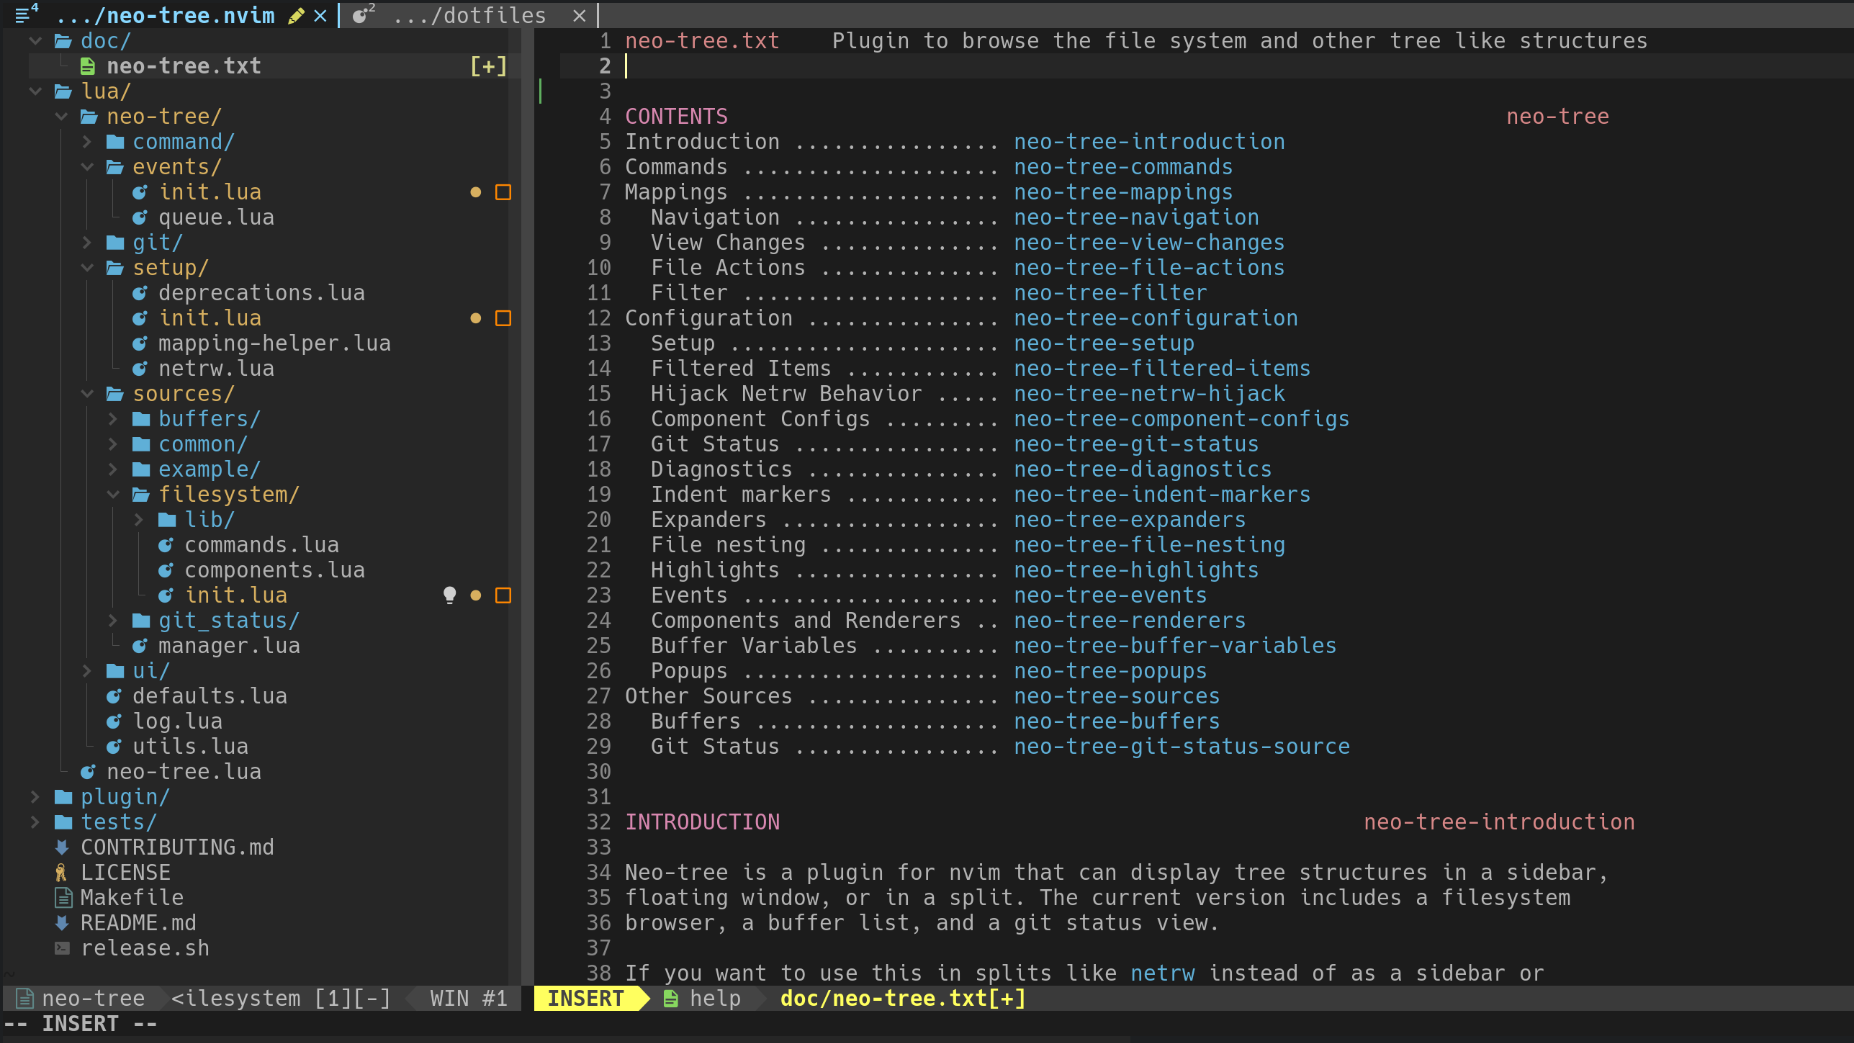 4 .../neo-tree.nvim × 2 .../dotfiles ×
doc/
neo-tree.txt [+]
lua/
neo-tree/
command/
events/
init.lua
queue.lua
git/
setup/
deprecations.lua
init.lua
mapping-helper.lua
netrw.lua
sources/
buffers/
common/
example/
filesystem/
lib/
commands.lua
components.lua
init.lua
git_status/
manager.lua
ui/
defaults.lua
log.lua
utils.lua
neo-tree.lua
plugin/
tests/
CONTRIBUTING.md
LICENSE
Makefile
README.md
release.sh
~
1 neo-tree.txt Plugin to browse the file system and other tree like structures
2
3
4 CONTENTS neo-tree
5 Introduction ................ neo-tree-introduction
6 Commands .................... neo-tree-commands
7 Mappings .................... neo-tree-mappings
8 Navigation ................ neo-tree-navigation
9 View Changes .............. neo-tree-view-changes
10 File Actions .............. neo-tree-file-actions
11 Filter .................... neo-tree-filter
12 Configuration ............... neo-tree-configuration
13 Setup ..................... neo-tree-setup
14 Filtered Items ............ neo-tree-filtered-items
15 Hijack Netrw Behavior ..... neo-tree-netrw-hijack
16 Component Configs ......... neo-tree-component-configs
17 Git Status ................ neo-tree-git-status
18 Diagnostics ............... neo-tree-diagnostics
19 Indent markers ............ neo-tree-indent-markers
20 Expanders ................. neo-tree-expanders
21 File nesting .............. neo-tree-file-nesting
22 Highlights ................ neo-tree-highlights
23 Events .................... neo-tree-events
24 Components and Renderers .. neo-tree-renderers
25 Buffer Variables .......... neo-tree-buffer-variables
26 Popups .................... neo-tree-popups
27 Other Sources ............... neo-tree-sources
28 Buffers ................... neo-tree-buffers
29 Git Status ................ neo-tree-git-status-source
30
31
32 INTRODUCTION neo-tree-introduction
33
34 Neo-tree is a plugin for nvim that can display tree structures in a sidebar,
35 floating window, or in a split. The current version includes a filesystem
36 browser, a buffer list, and a git status view.
37
38 If you want to use this in splits like netrw instead of as a sidebar or
neo-tree <ilesystem [1][-] WIN #1 INSERT help doc/neo-tree.txt[+]
-- INSERT --